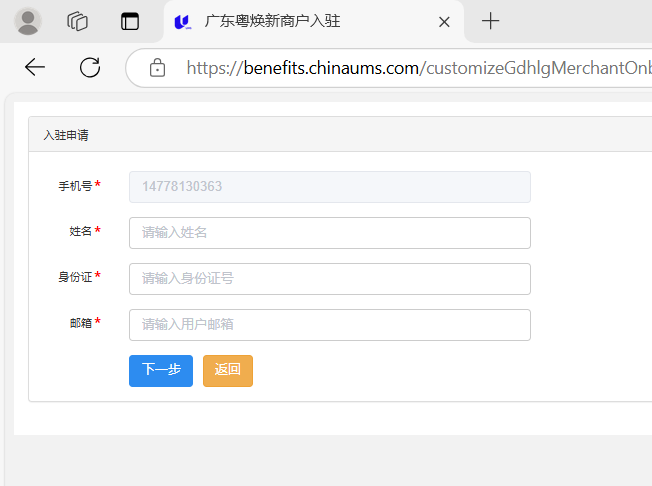 广东粤焕新商户入驻
https://benefits.chinaums.com/customizeGdhlgMerchantOnb
入驻申请
手机号* 14778130363
姓名* 请输入姓名
身份证* 请输入身份证号
邮箱* 请输入用户邮箱
下一步 返回